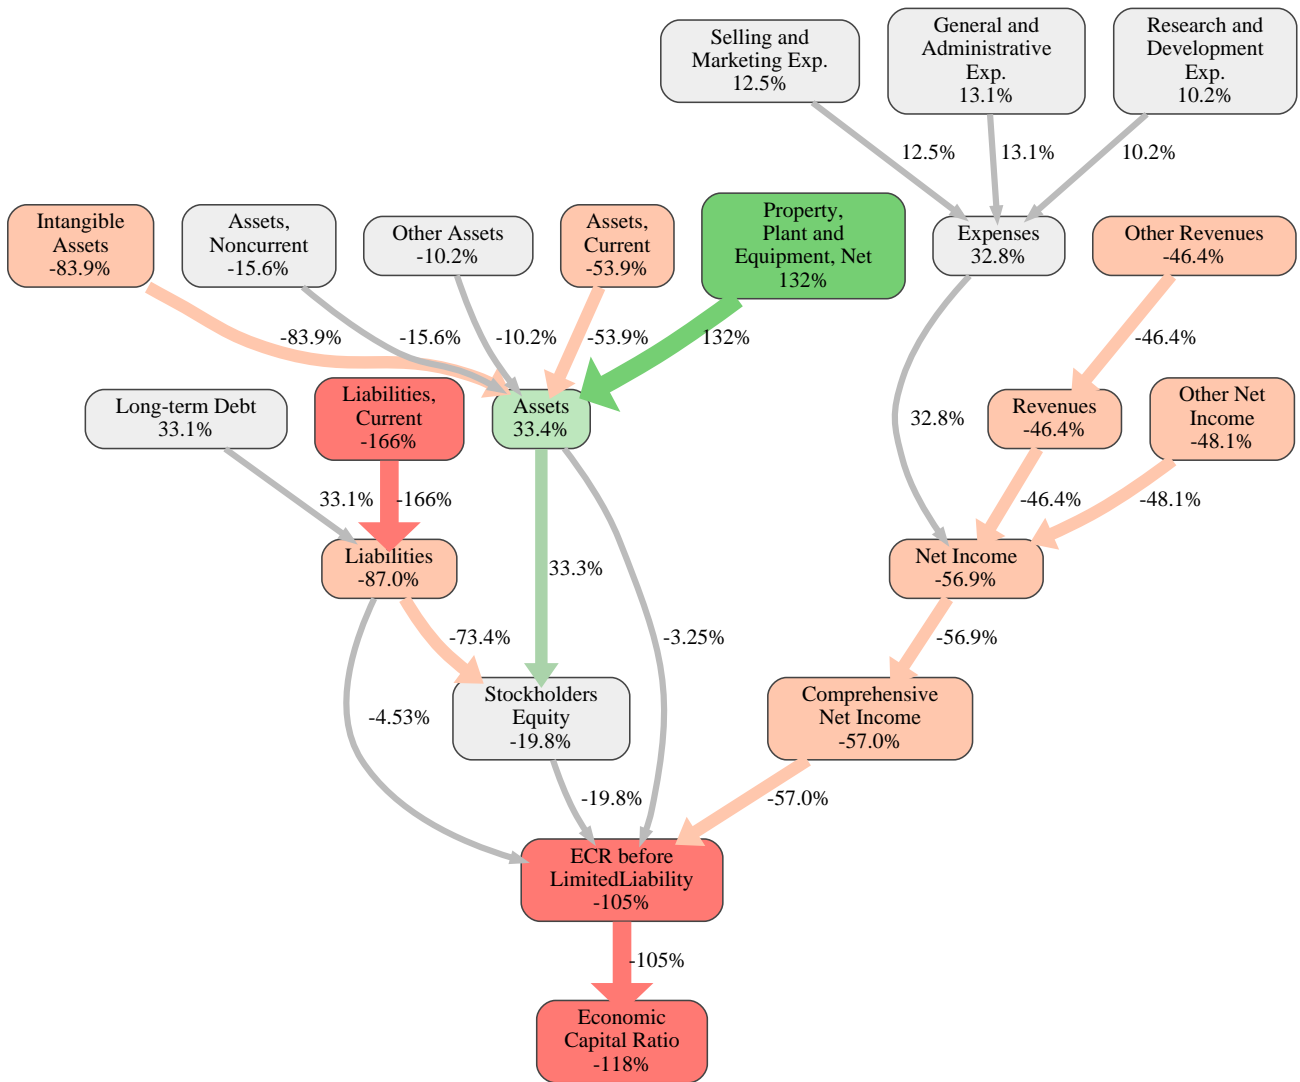 Selling and
Marketing Exp.
12.5%
General and
Administrative
Exp.
13.1%
Research and
Development
Exp.
10.2%
12.5%
13.1%
10.2%
Intangible
Assets
-83.9%
Assets,
Noncurrent
-15.6%
Other Assets
-10.2%
Assets,
Current
-53.9%
Property,
Plant and
Equipment, Net
132%
Expenses
32.8%
Other Revenues
-46.4%
-83.9%
-15.6%
-10.2%
-53.9%
132%
-46.4%
Long-term Debt
33.1%
Liabilities,
Current
-166%
Assets
33.4%
32.8%
Revenues
-46.4%
Other Net
Income
-48.1%
33.1%
-166%
-46.4%
-48.1%
Liabilities
-87.0%
33.3%
Net Income
-56.9%
-73.4%
-3.25%
-56.9%
-4.53%
Stockholders
Equity
-19.8%
Comprehensive
Net Income
-57.0%
-19.8%
-57.0%
ECR before
LimitedLiability
-105%
-105%
Economic
Capital Ratio
-118%